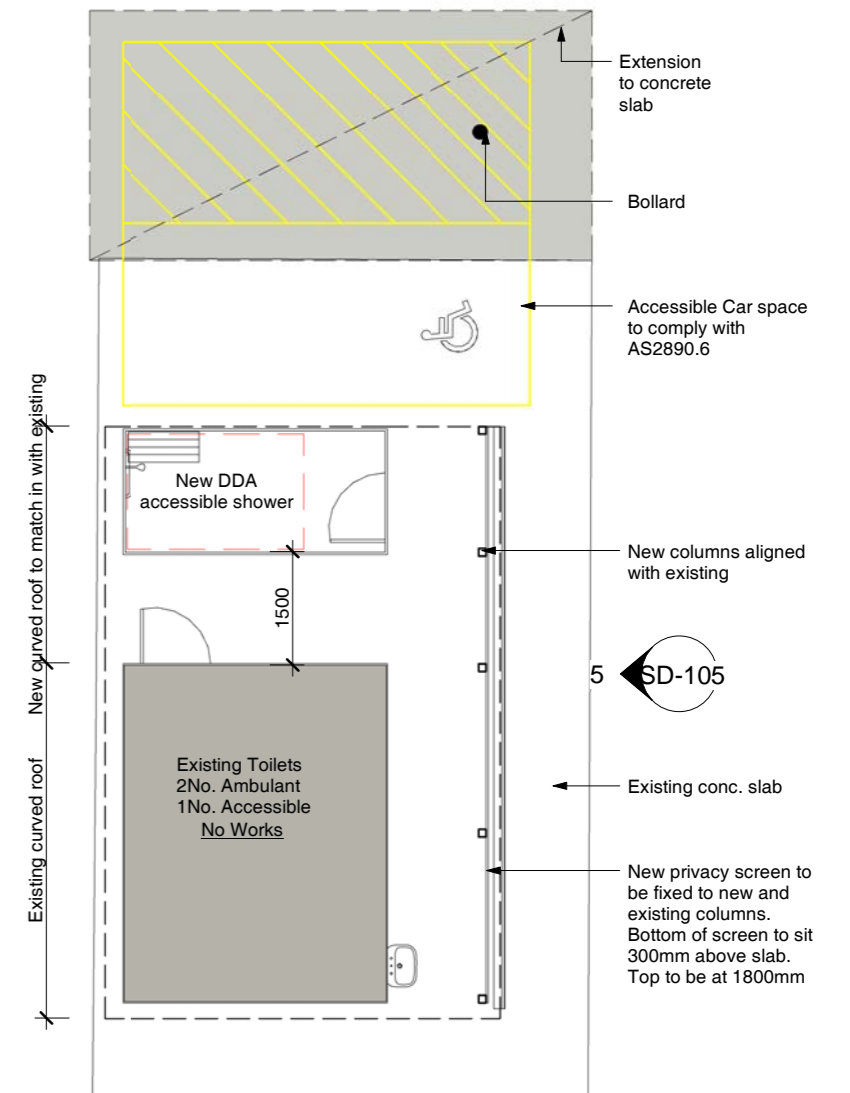 Extension
to concrete
slab
Bollard
Accessible Car space
to comply with
AS2890.6
New curved roof to match in with existing
New DDA
accessible shower
New columns aligned
with existing
1500
5
SD-105
Existing Toilets
2No. Ambulant
1No. Accessible
No Works
Existing conc. slab
Existing curved roof
New privacy screen to
be fixed to new and
existing columns.
Bottom of screen to sit
300mm above slab.
Top to be at 1800mm